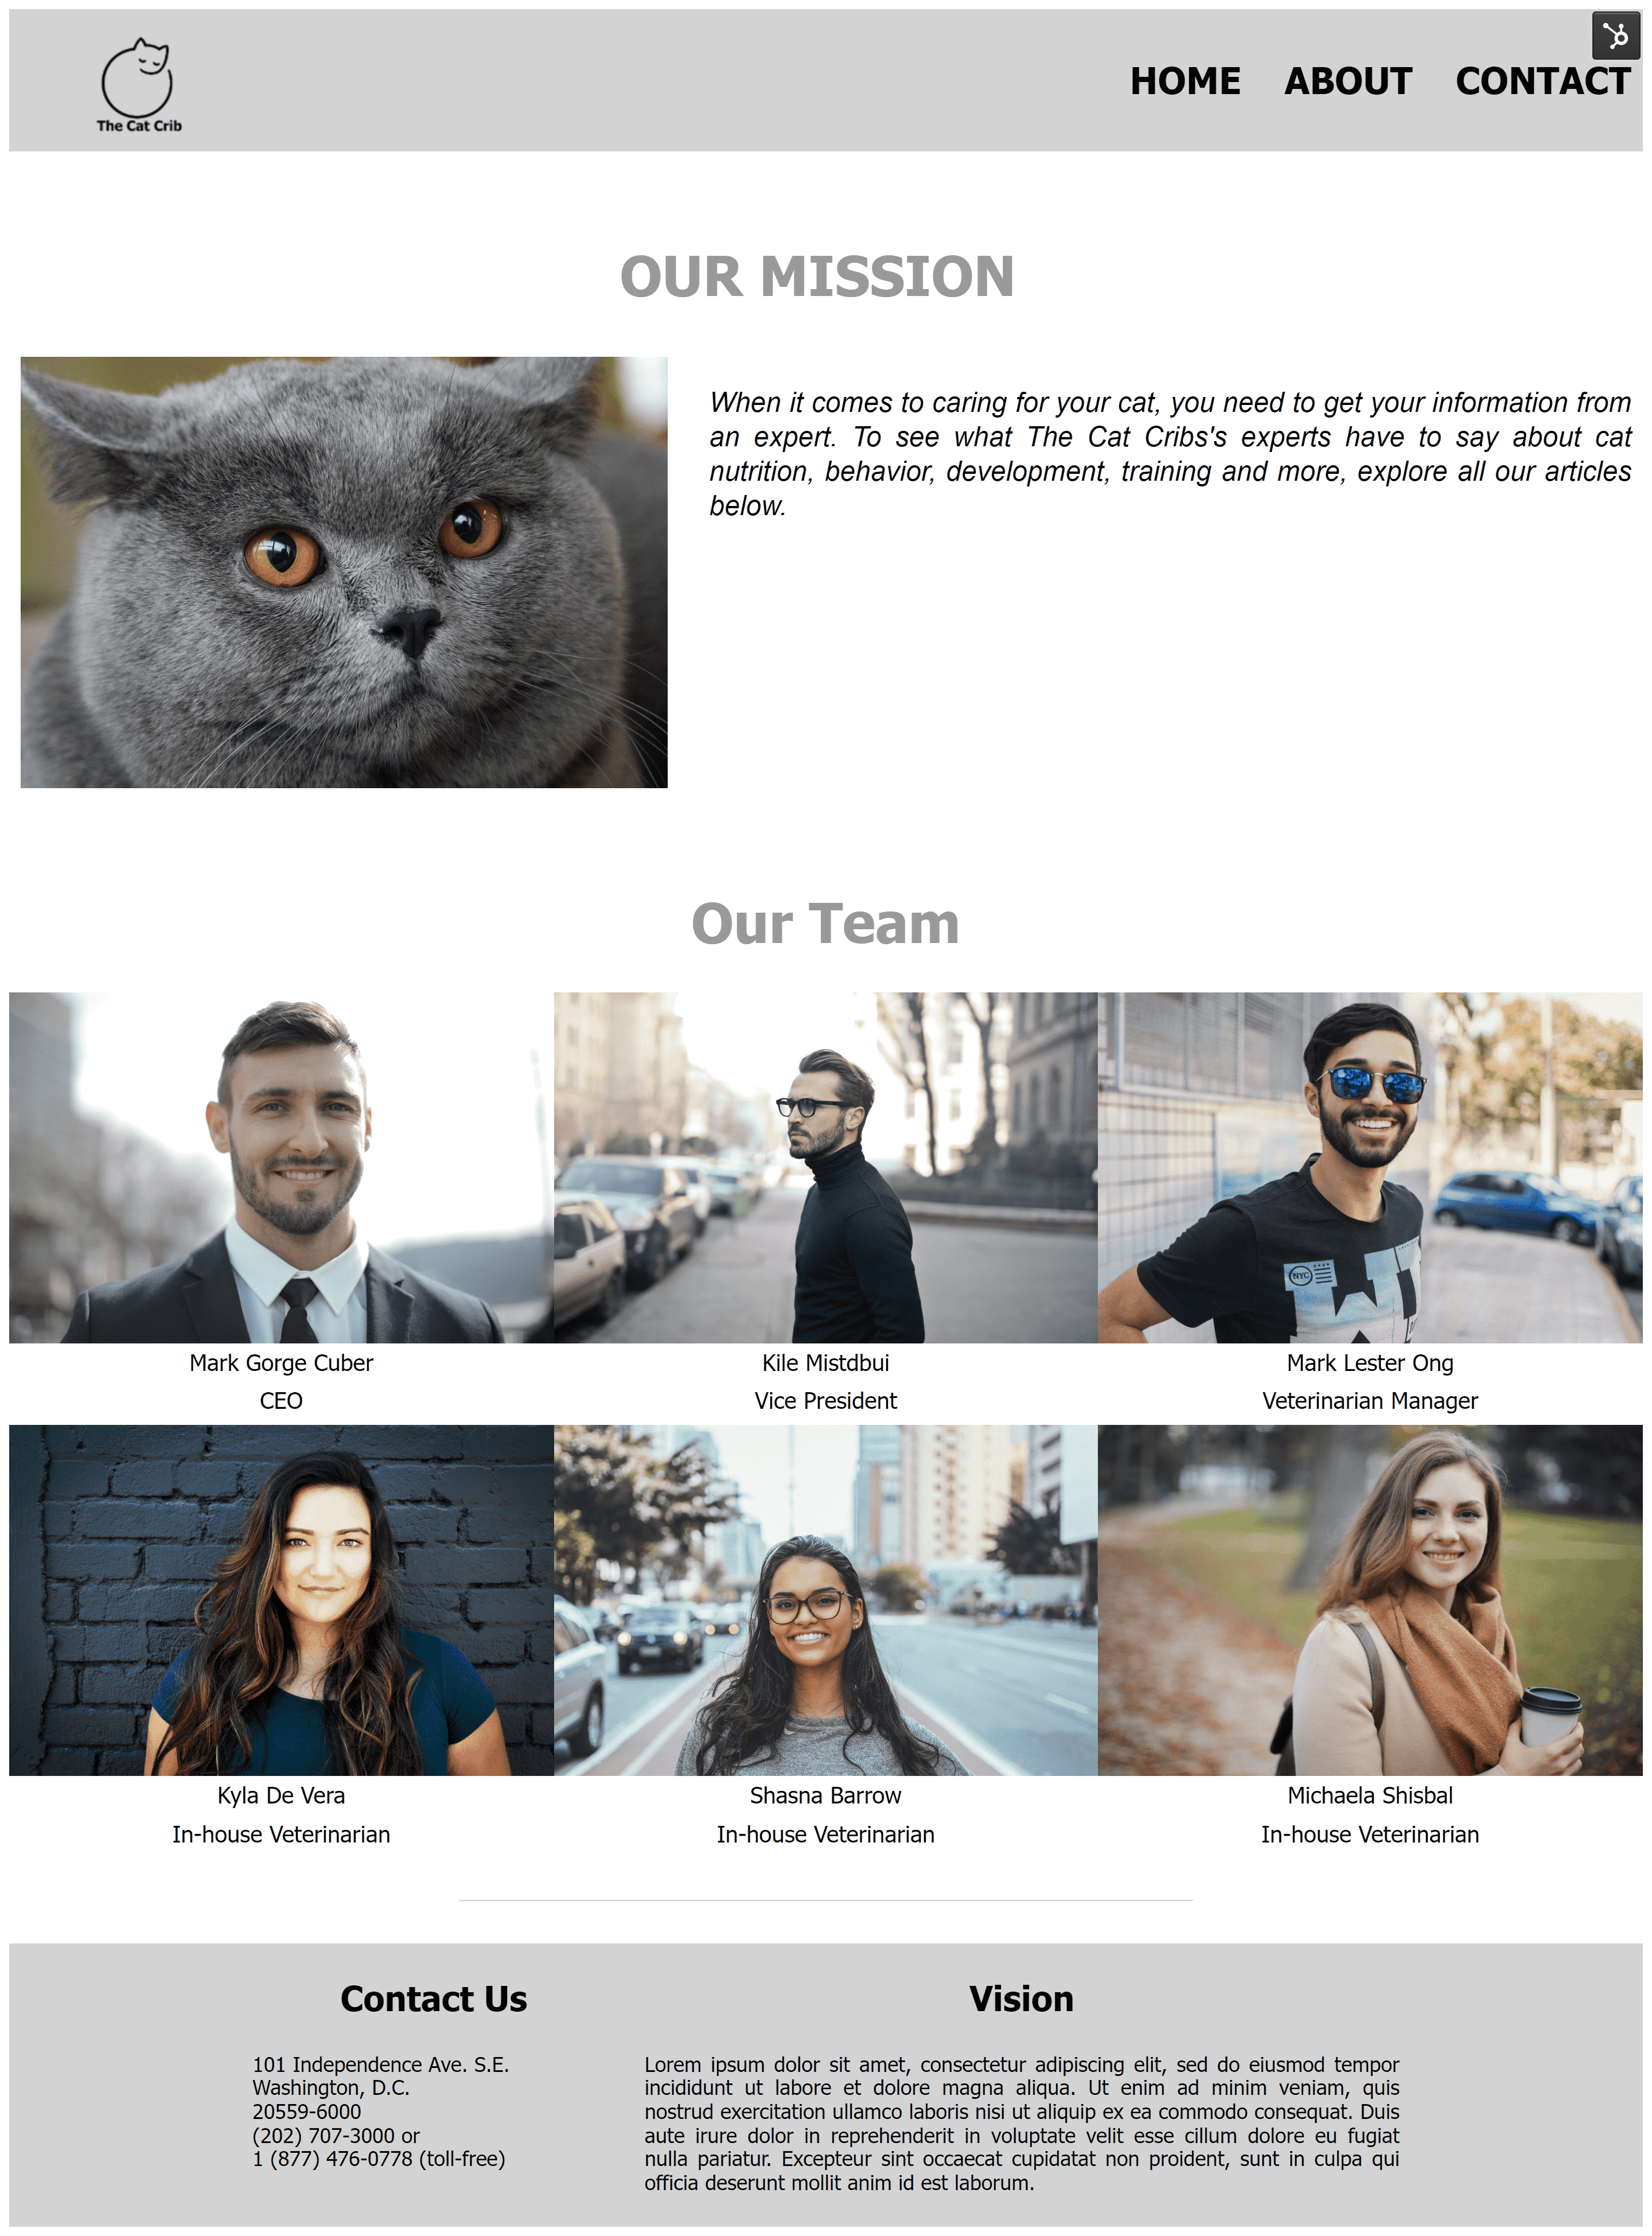 The Cat Crib
HOME ABOUT CONTACT
OUR MISSION
When it comes to caring for your cat, you need to get your information from
an expert. To see what The Cat Cribs's experts have to say about cat
nutrition, behavior, development, training and more, explore all our articles
below.
Our Team
NYC
Mark Gorge Cuber
CEO
Kile Mistdbui
Vice President
Mark Lester Ong
Veterinarian Manager
Kyla De Vera
In-house Veterinarian
Shasna Barrow
In-house Veterinarian
Michaela Shisbal
In-house Veterinarian
Contact Us
101 Independence Ave. S.E.
Washington, D.C.
20559-6000
(202) 707-3000 or
1 (877) 476-0778 (toll-free)
Vision
Lorem ipsum dolor sit amet, consectetur adipiscing elit, sed do eiusmod tempor
incididunt ut labore et dolore magna aliqua. Ut enim ad minim veniam, quis
nostrud exercitation ullamco laboris nisi ut aliquip ex ea commodo consequat. Duis
aute irure dolor in reprehenderit in voluptate velit esse cillum dolore eu fugiat
nulla pariatur. Excepteur sint occaecat cupidatat non proident, sunt in culpa qui
officia deserunt mollit anim id est laborum.